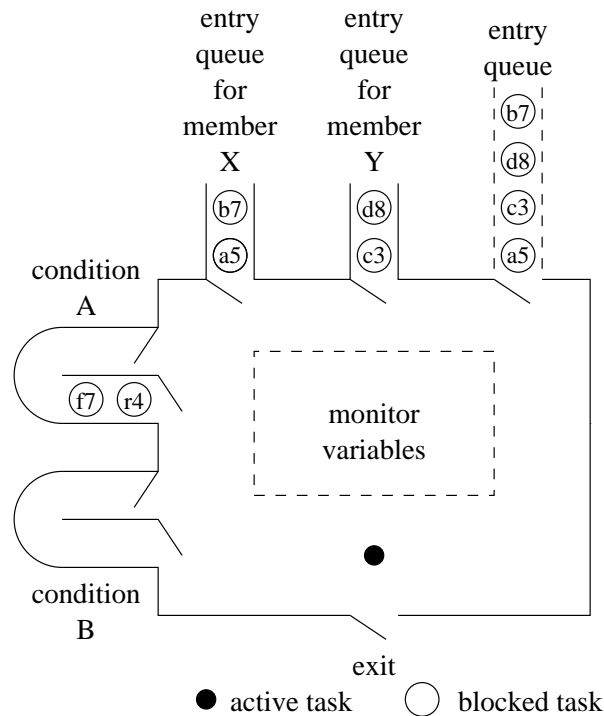 entry
queue
for
member
X
entry
queue
for
member
Y
entry
queue
b7
d8
c3
a5
b7
a5
d8
c3
condition
A
f7 r4
monitor
variables
condition
B
exit
active task
blocked task